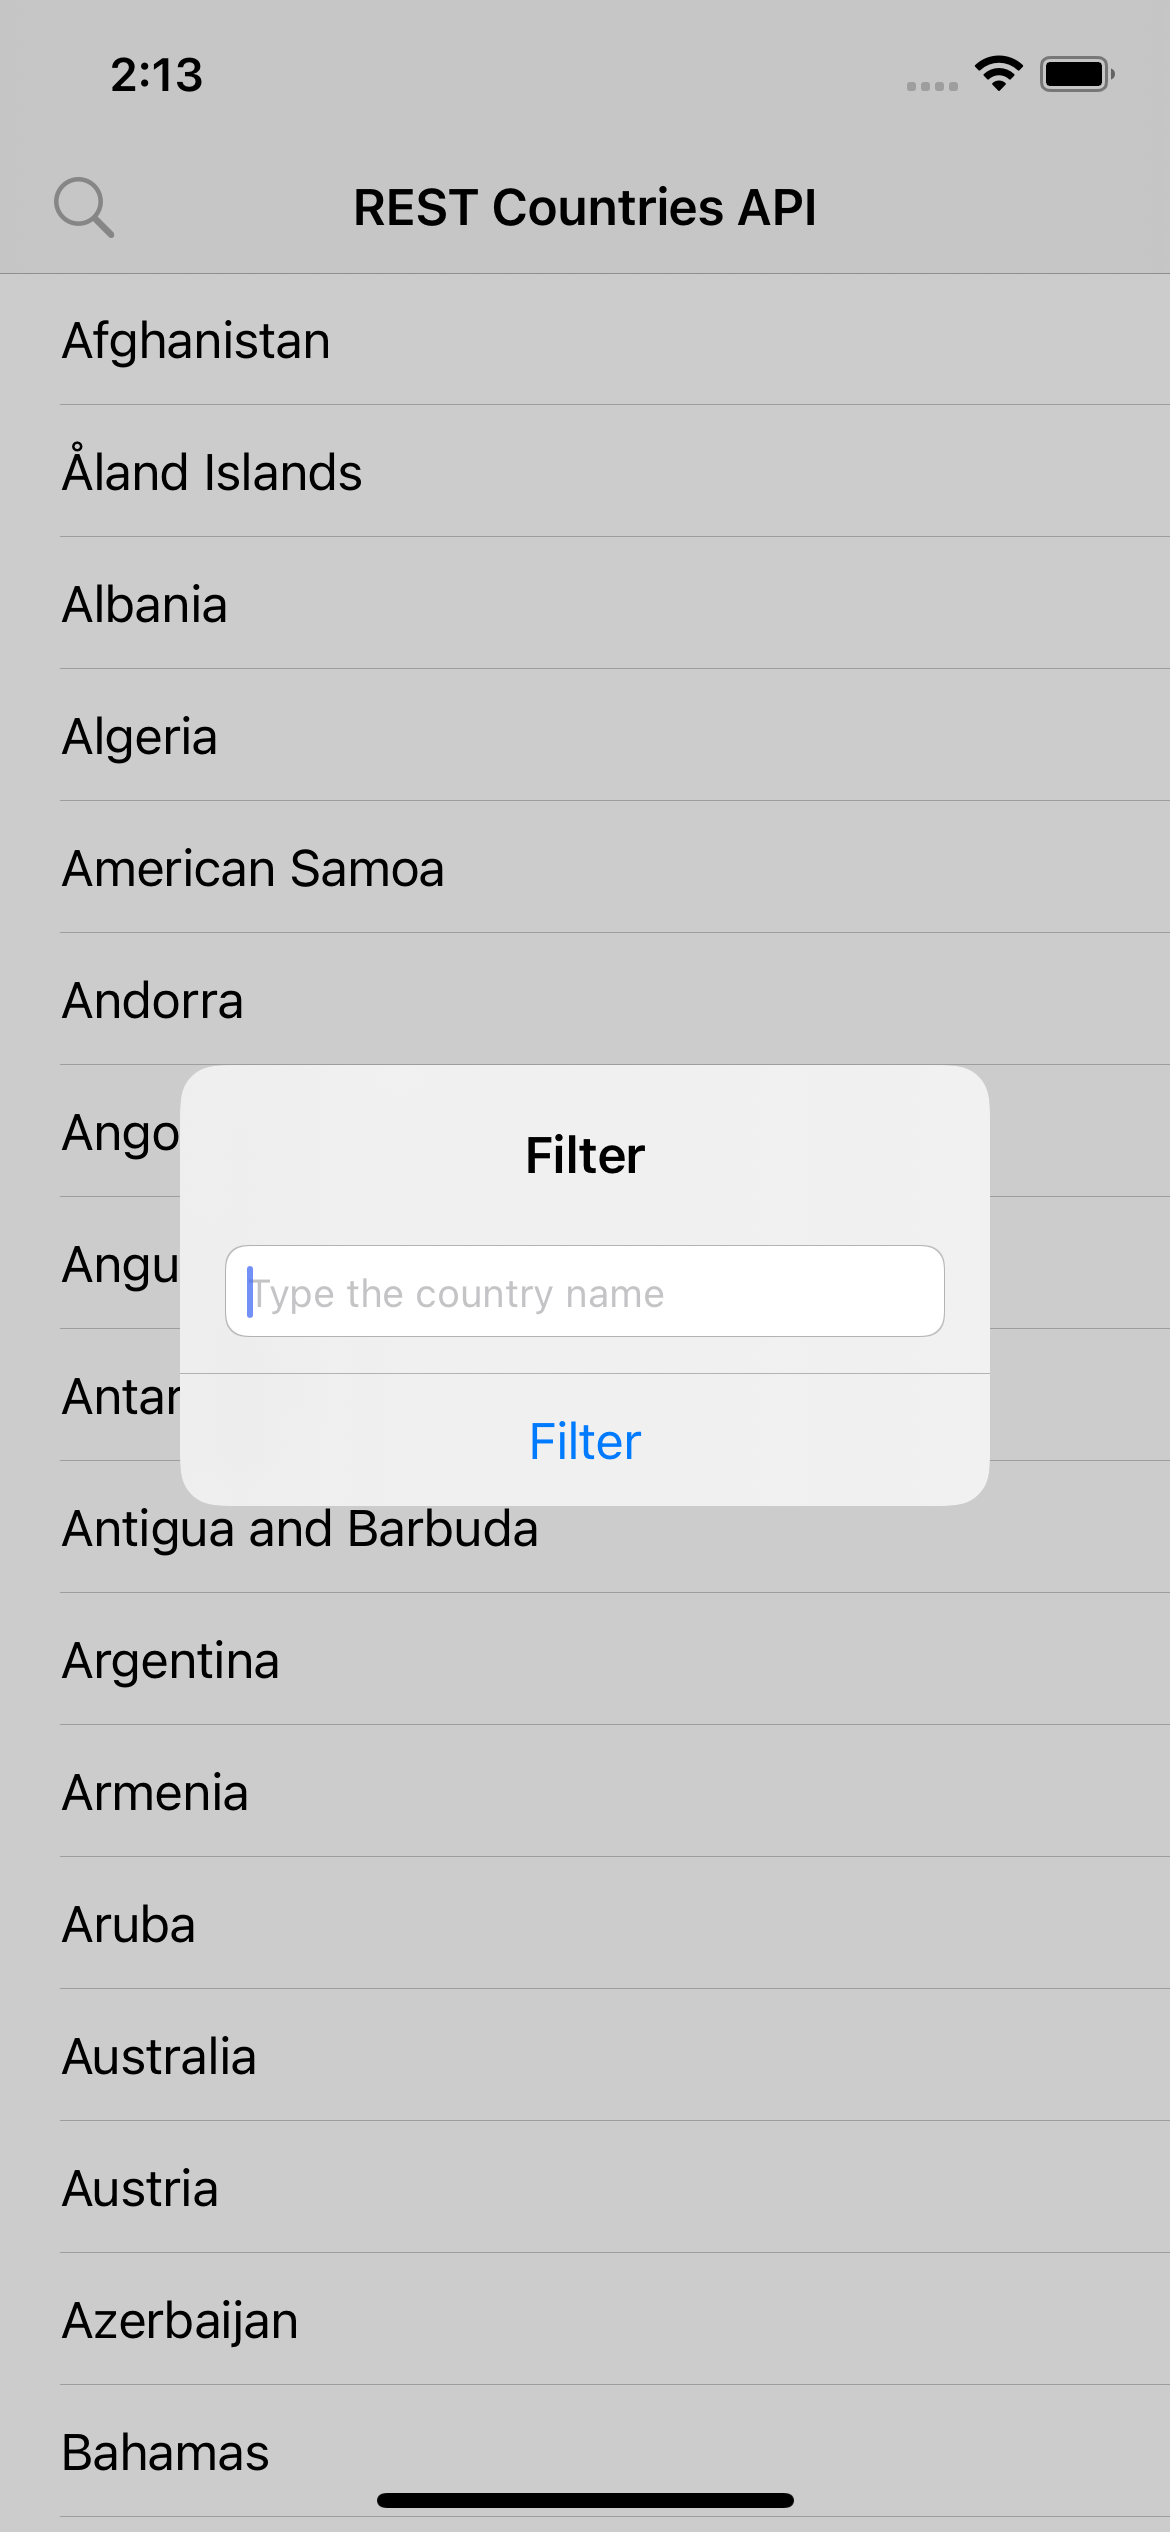 2:13
REST Countries API
Afghanistan
Åland Islands
Albania
Algeria
American Samoa
Andorra
Ango
Filter
Angu
Type the country name
Antar
Filter
Antigua and Barbuda
Argentina
Armenia
Aruba
Australia
Austria
Azerbaijan
Bahamas